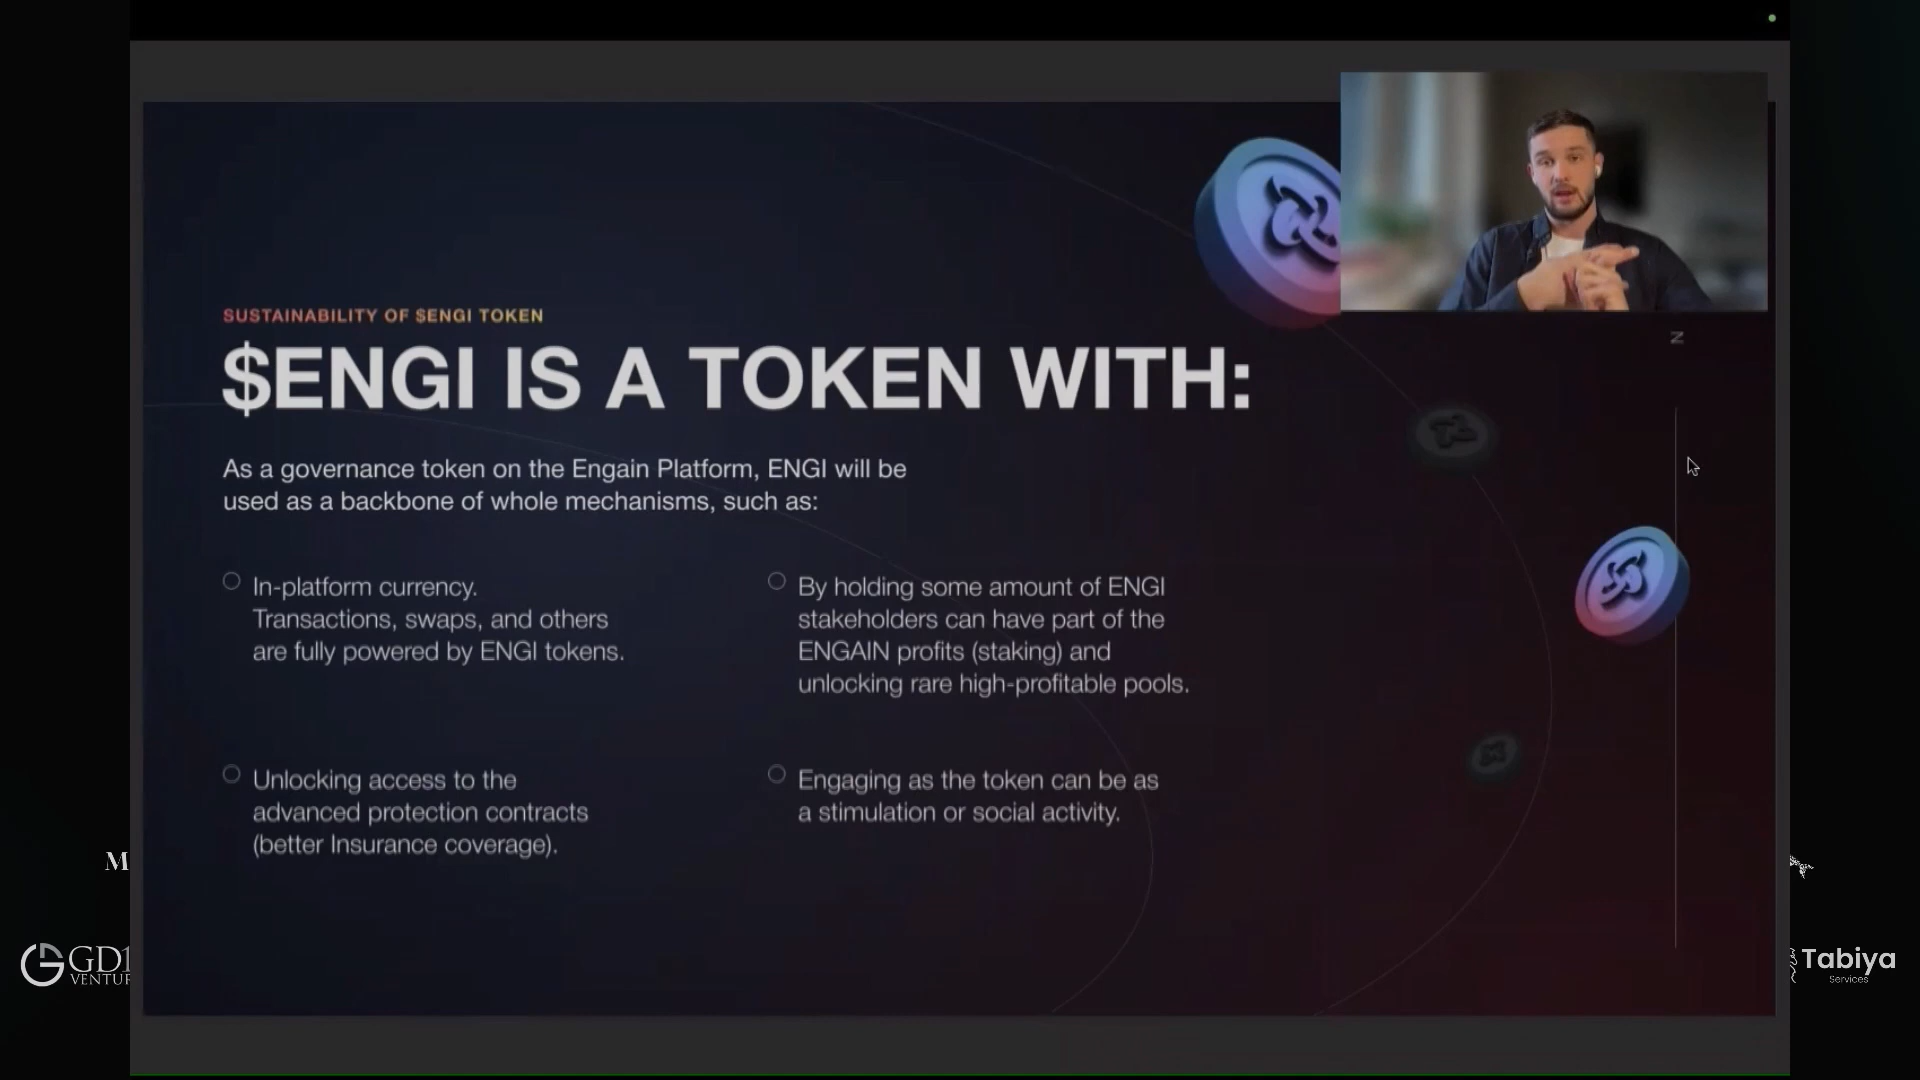 SUSTAINABILITY OF $ENGI TOKEN
$ENGI IS A TOKEN WITH:
As a governance token on the Engain Platform, ENGI will be
used as a backbone of whole mechanisms, such as:
In-platform currency.
Transactions, swaps, and others
are fully powered by ENGI tokens.
By holding some amount of ENGI
stakeholders can have part of the
ENGAIN profits (staking) and
unlocking rare high-profitable pools.
Unlocking access to the
advanced protection contracts
(better Insurance coverage).
Engaging as the token can be as
a stimulation or social activity.
N
M
GD1
VENTUR
Tabiya
Services